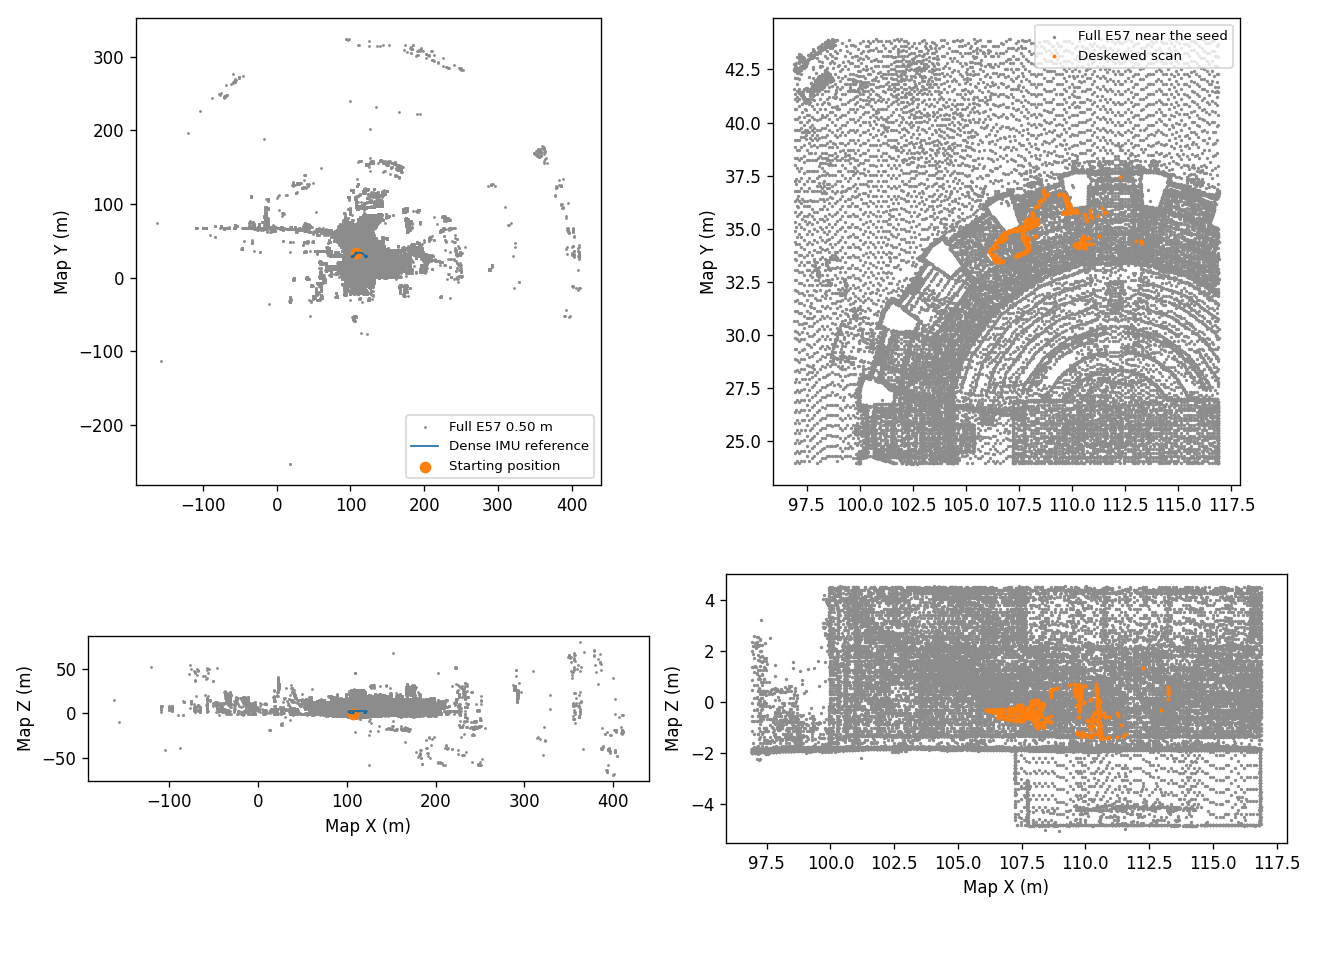 300
200
100
0
−100
−200
Map Y (m)
−100 0 100 200 300 400
Full E57 0.50 m
Dense IMU reference
Starting position
42.5
40.0
37.5
35.0
32.5
30.0
27.5
25.0
Map Y (m)
97.5 100.0 102.5 105.0 107.5 110.0 112.5 115.0 117.5
Full E57 near the seed
Deskewed scan
50
0
−50
Map Z (m)
−100 0 100 200 300 400
Map X (m)
4
2
0
−2
−4
Map Z (m)
97.5 100.0 102.5 105.0 107.5 110.0 112.5 115.0 117.5
Map X (m)